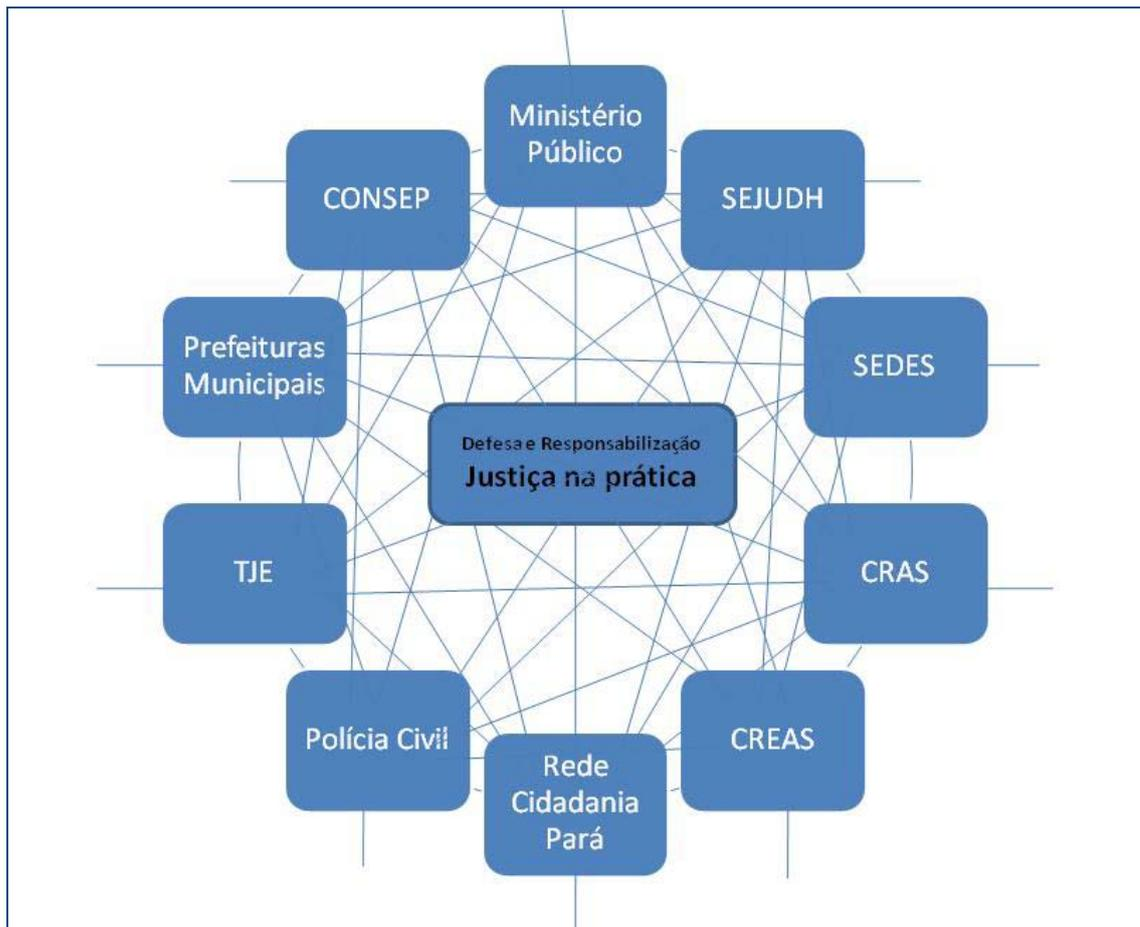 Ministério
Público
CONSEP
SEJUDH
Prefeituras
Municipais
SEDES
Defesa e Responsabilização
Justiça na prática
TJE
CRAS
Polícia Civil
CREAS
Rede
Cidadania
Pará